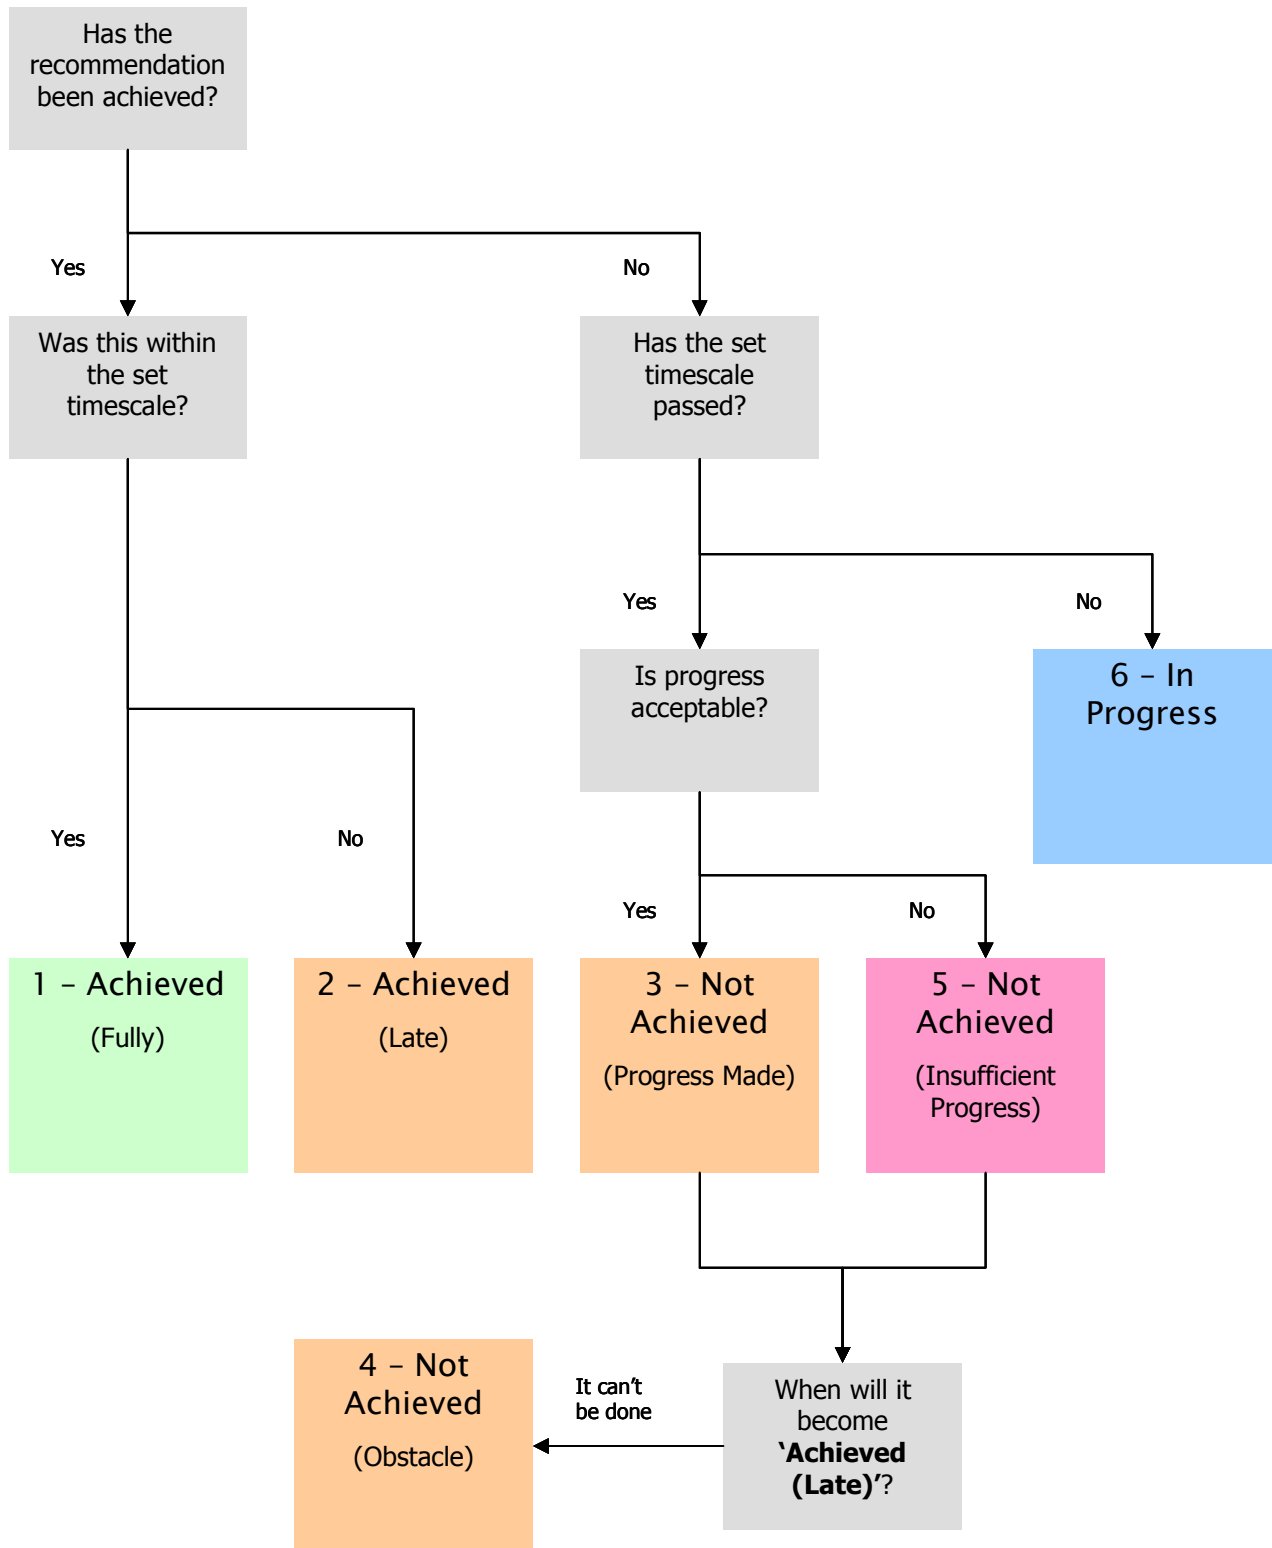 Has the
recommendation
been achieved?
Yes
No
Was this within
the set
timescale?
Has the set
timescale
passed?
Yes
No
Is progress
acceptable?
6 – In
Progress
Yes
No
Yes
No
1 – Achieved
(Fully)
2 – Achieved
(Late)
3 – Not
Achieved
(Progress Made)
5 – Not
Achieved
(Insufficient
Progress)
4 – Not
Achieved
(Obstacle)
It can’t
be done
When will it
become
‘Achieved
(Late)’?